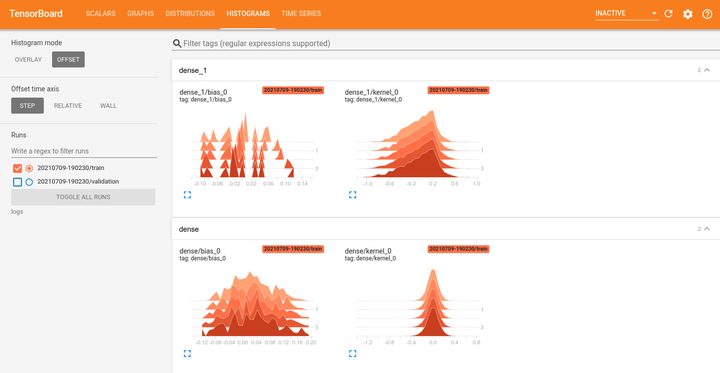 TensorBoard
SCALARS
GRAPHS
DISTRIBUTIONS
HISTOGRAMS
TIME SERIES
INACTIVE
Histogram mode
OVERLAY
OFFSET
Offset time axis
STEP
RELATIVE
WALL
Runs
Write a regex to filter runs
20210709-190230/train
20210709-190230/validation
TOGGLE ALL RUNS
logs
Filter tags (regular expressions supported)
dense_1
2
dense_1/bias_0
tag: dense_1/bias_0
20210709-190230/train
1
3
-0.10 -0.06 -0.02 0.02 0.06 0.10 0.14
dense_1/kernel_0
tag: dense_1/kernel_0
20210709-190230/train
1
3
-1.0 -0.6 -0.2 0.2 0.6 1.0
dense
2
dense/bias_0
tag: dense/bias_0
20210709-190230/train
1
3
-0.12 -0.08 -0.04 0.00 0.04 0.08 0.12 0.16 0.20
dense/kernel_0
tag: dense/kernel_0
20210709-190230/train
1
3
-1.2 -0.8 -0.4 0.0 0.4 0.8